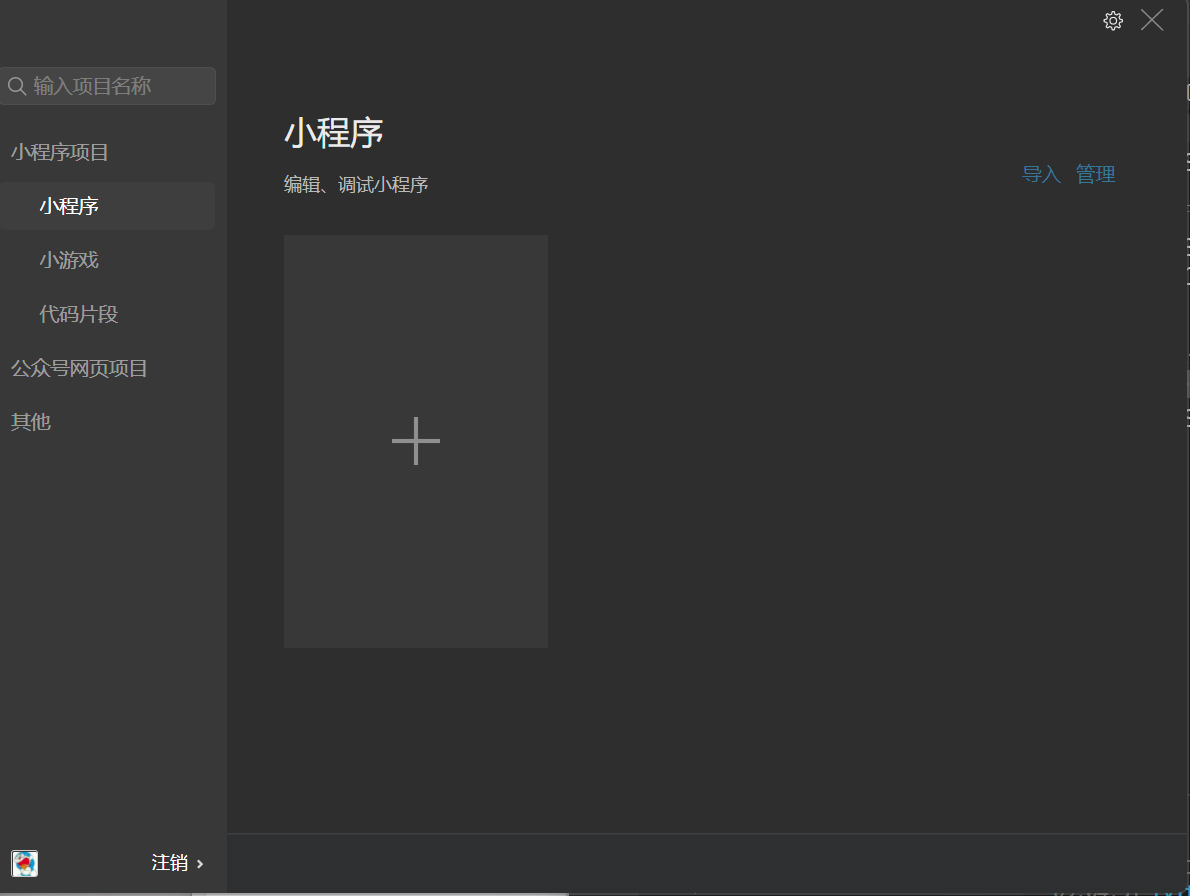 输入项目名称
小程序项目
小程序
小游戏
代码片段
公众号网页项目
其他
注销
小程序
编辑、调试小程序
导入 管理